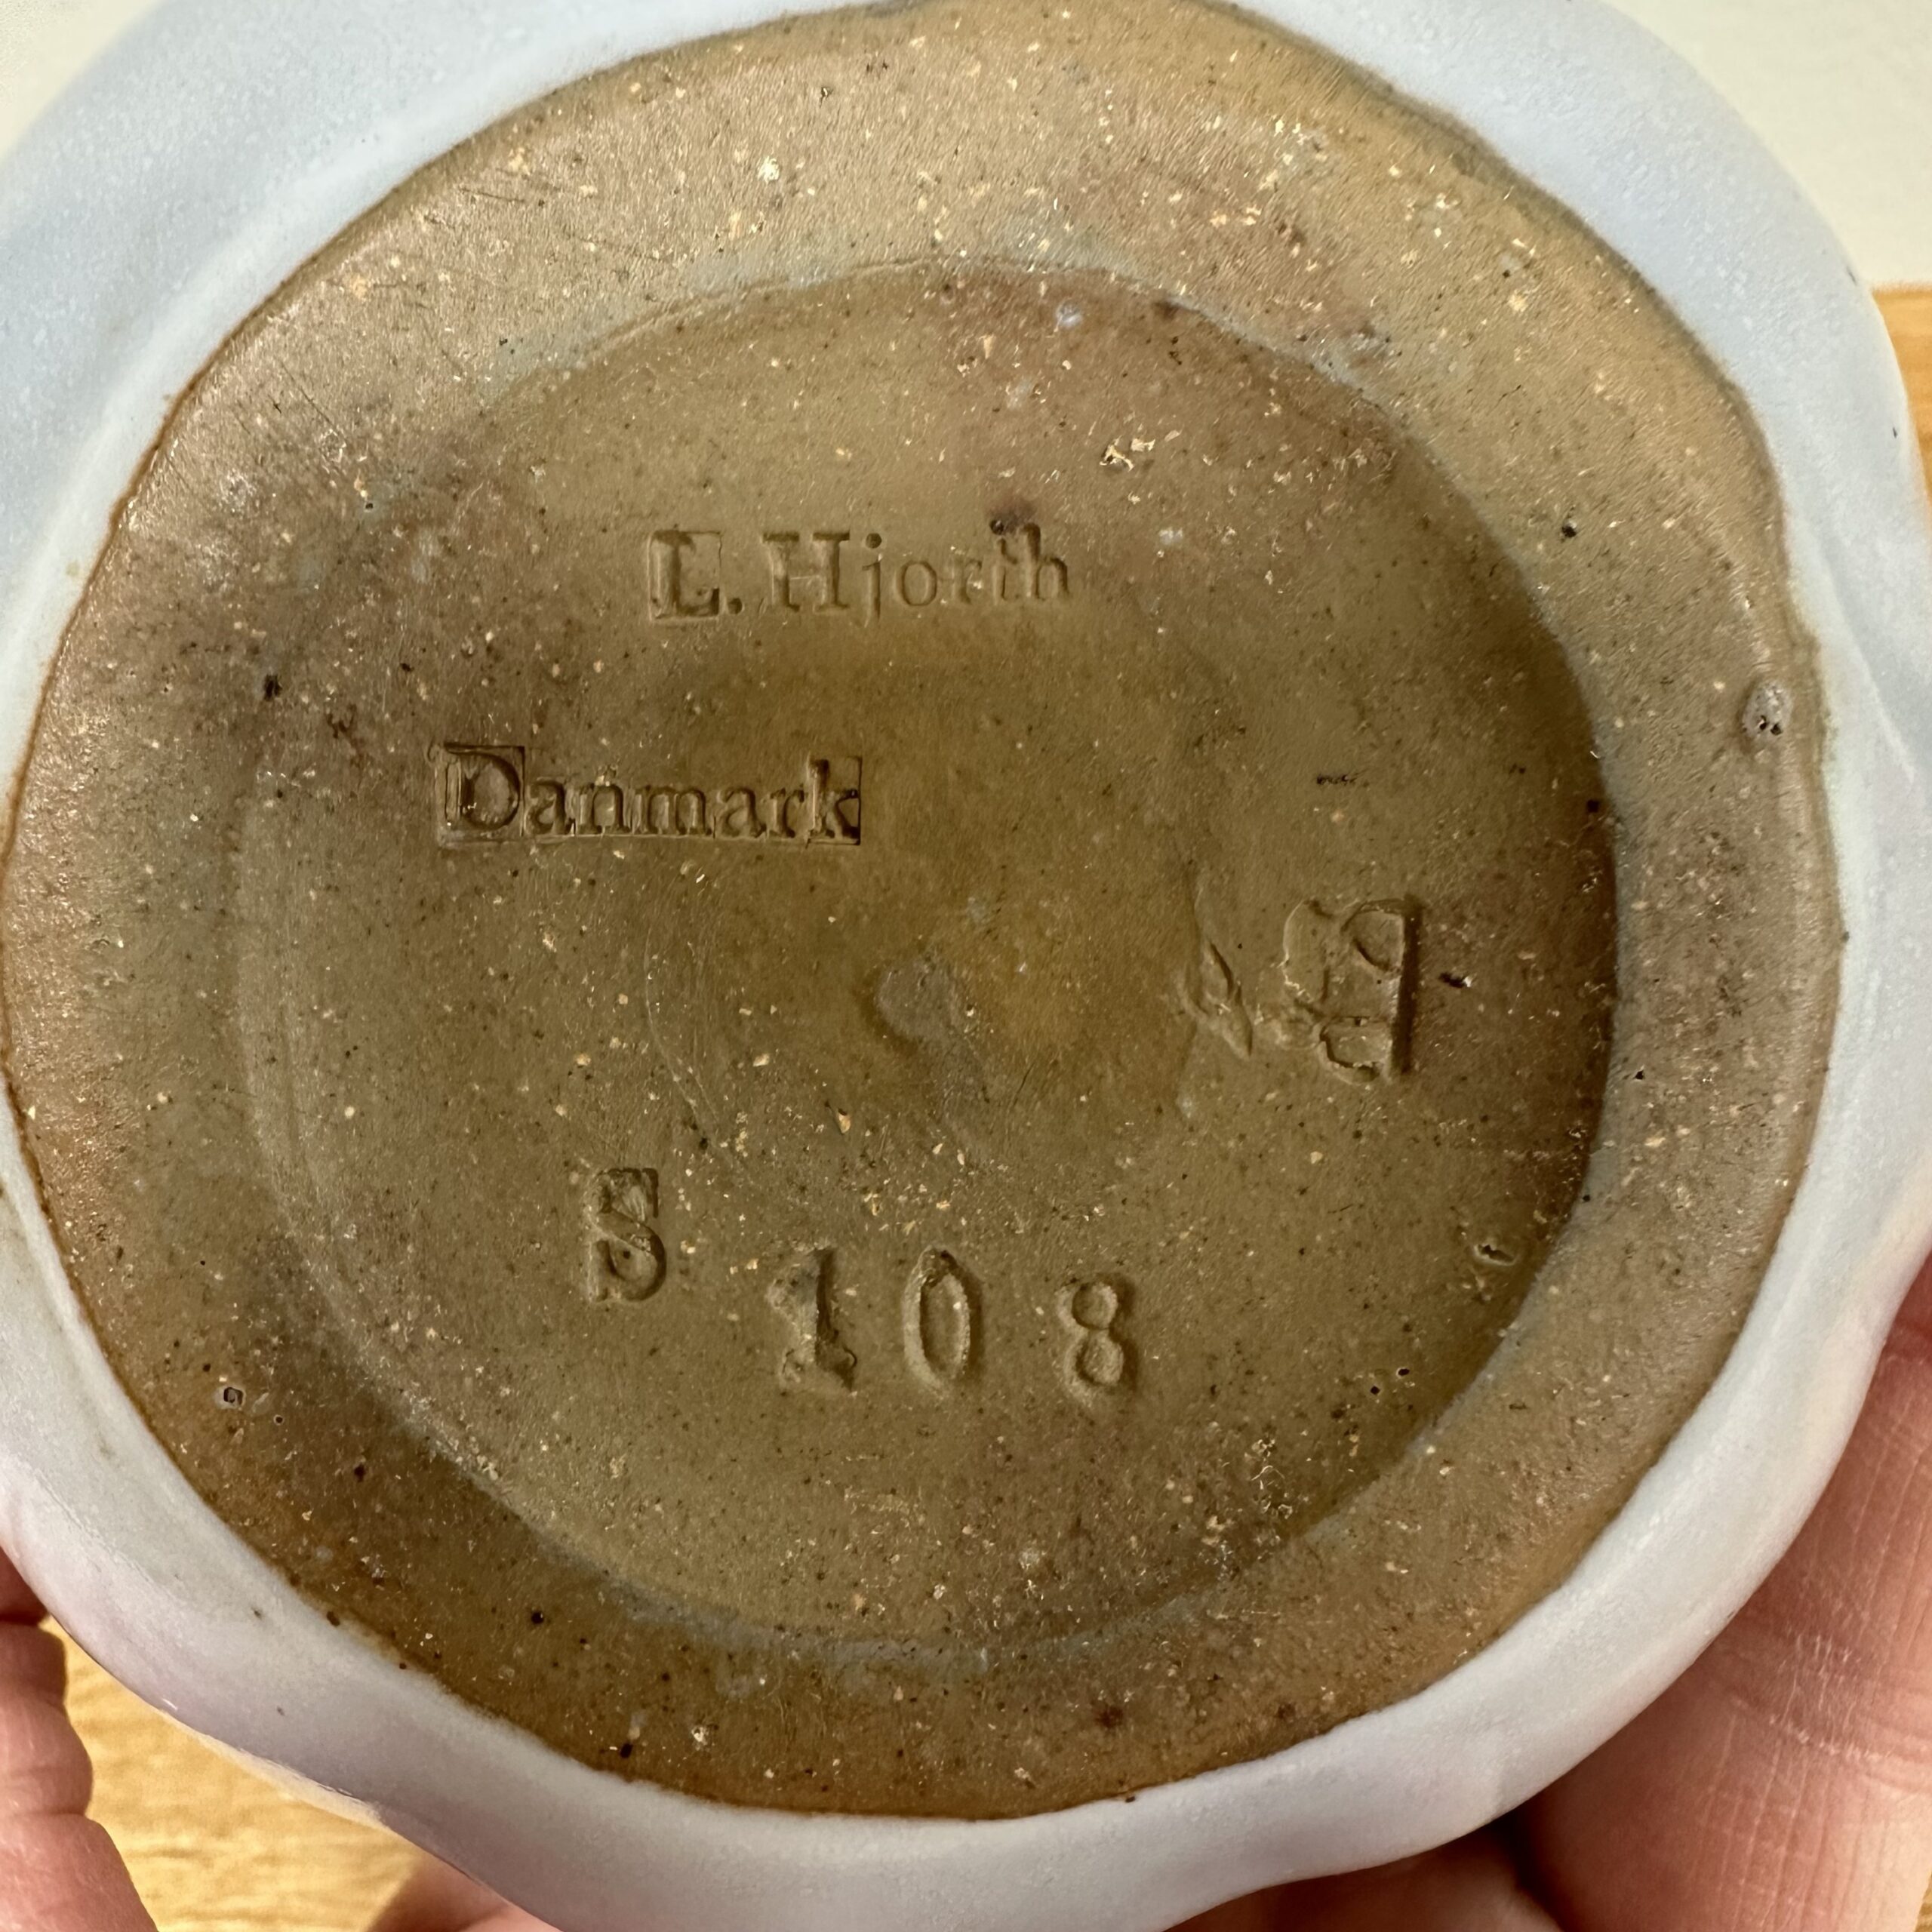 L. Hjorth
Danmark
S 108